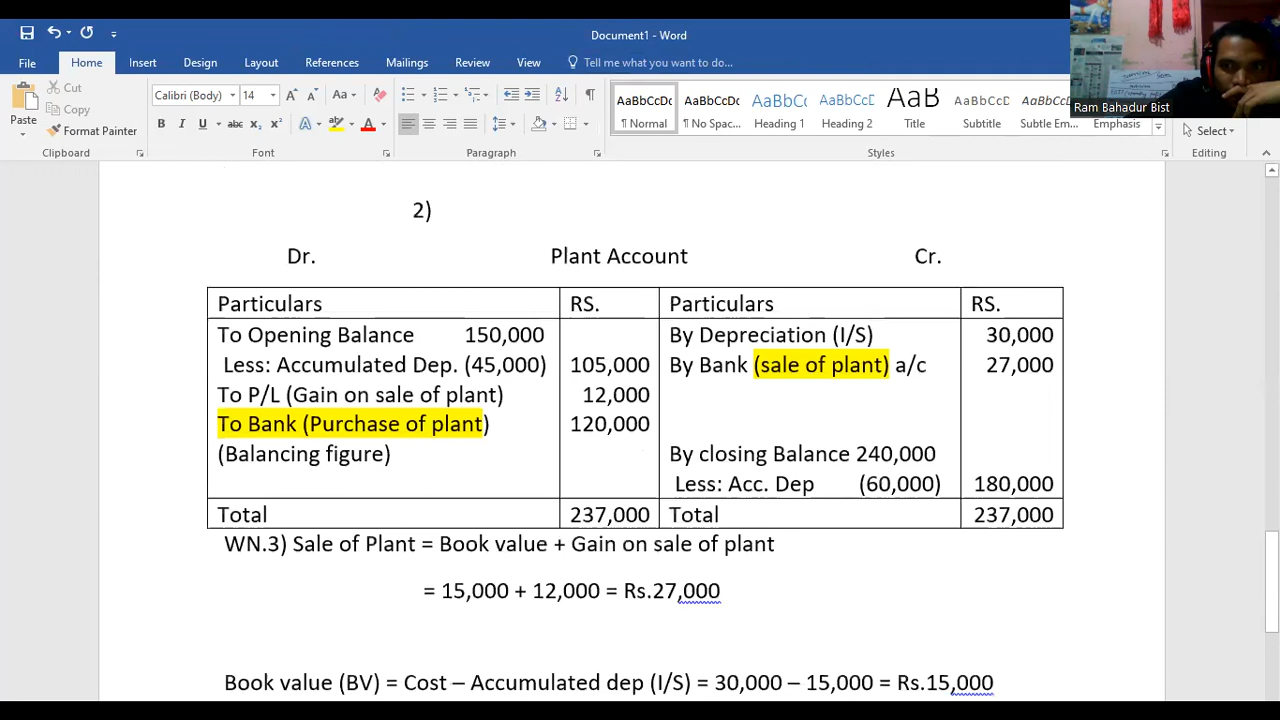 Document1 - Word
File Home Insert Design Layout References Mailings Review View Tell me what you want to do...
Cut
Calibri (Body) 14
Copy
Paste
Format Painter
Clipboard Font Paragraph Styles Editing
AaBbCcDc AaBbCcDc AaBbCc AaBbCcD AaB AaBbCcD AaBbCcDc
¶ Normal ¶ No Spac... Heading 1 Heading 2 Title Subtitle Subtle Em... Emphasis
Select
Ram Bahadur Bist
2)
Dr. Plant Account Cr.
Particulars RS. Particulars RS.
To Opening Balance 150,000 By Depreciation (I/S) 30,000
Less: Accumulated Dep. (45,000) 105,000 By Bank (sale of plant) a/c 27,000
To P/L (Gain on sale of plant) 12,000
To Bank (Purchase of plant) 120,000
(Balancing figure) By closing Balance 240,000
Less: Acc. Dep (60,000) 180,000
Total 237,000 Total 237,000
WN.3) Sale of Plant = Book value + Gain on sale of plant
= 15,000 + 12,000 = Rs.27,000
Book value (BV) = Cost – Accumulated dep (I/S) = 30,000 – 15,000 = Rs.15,000